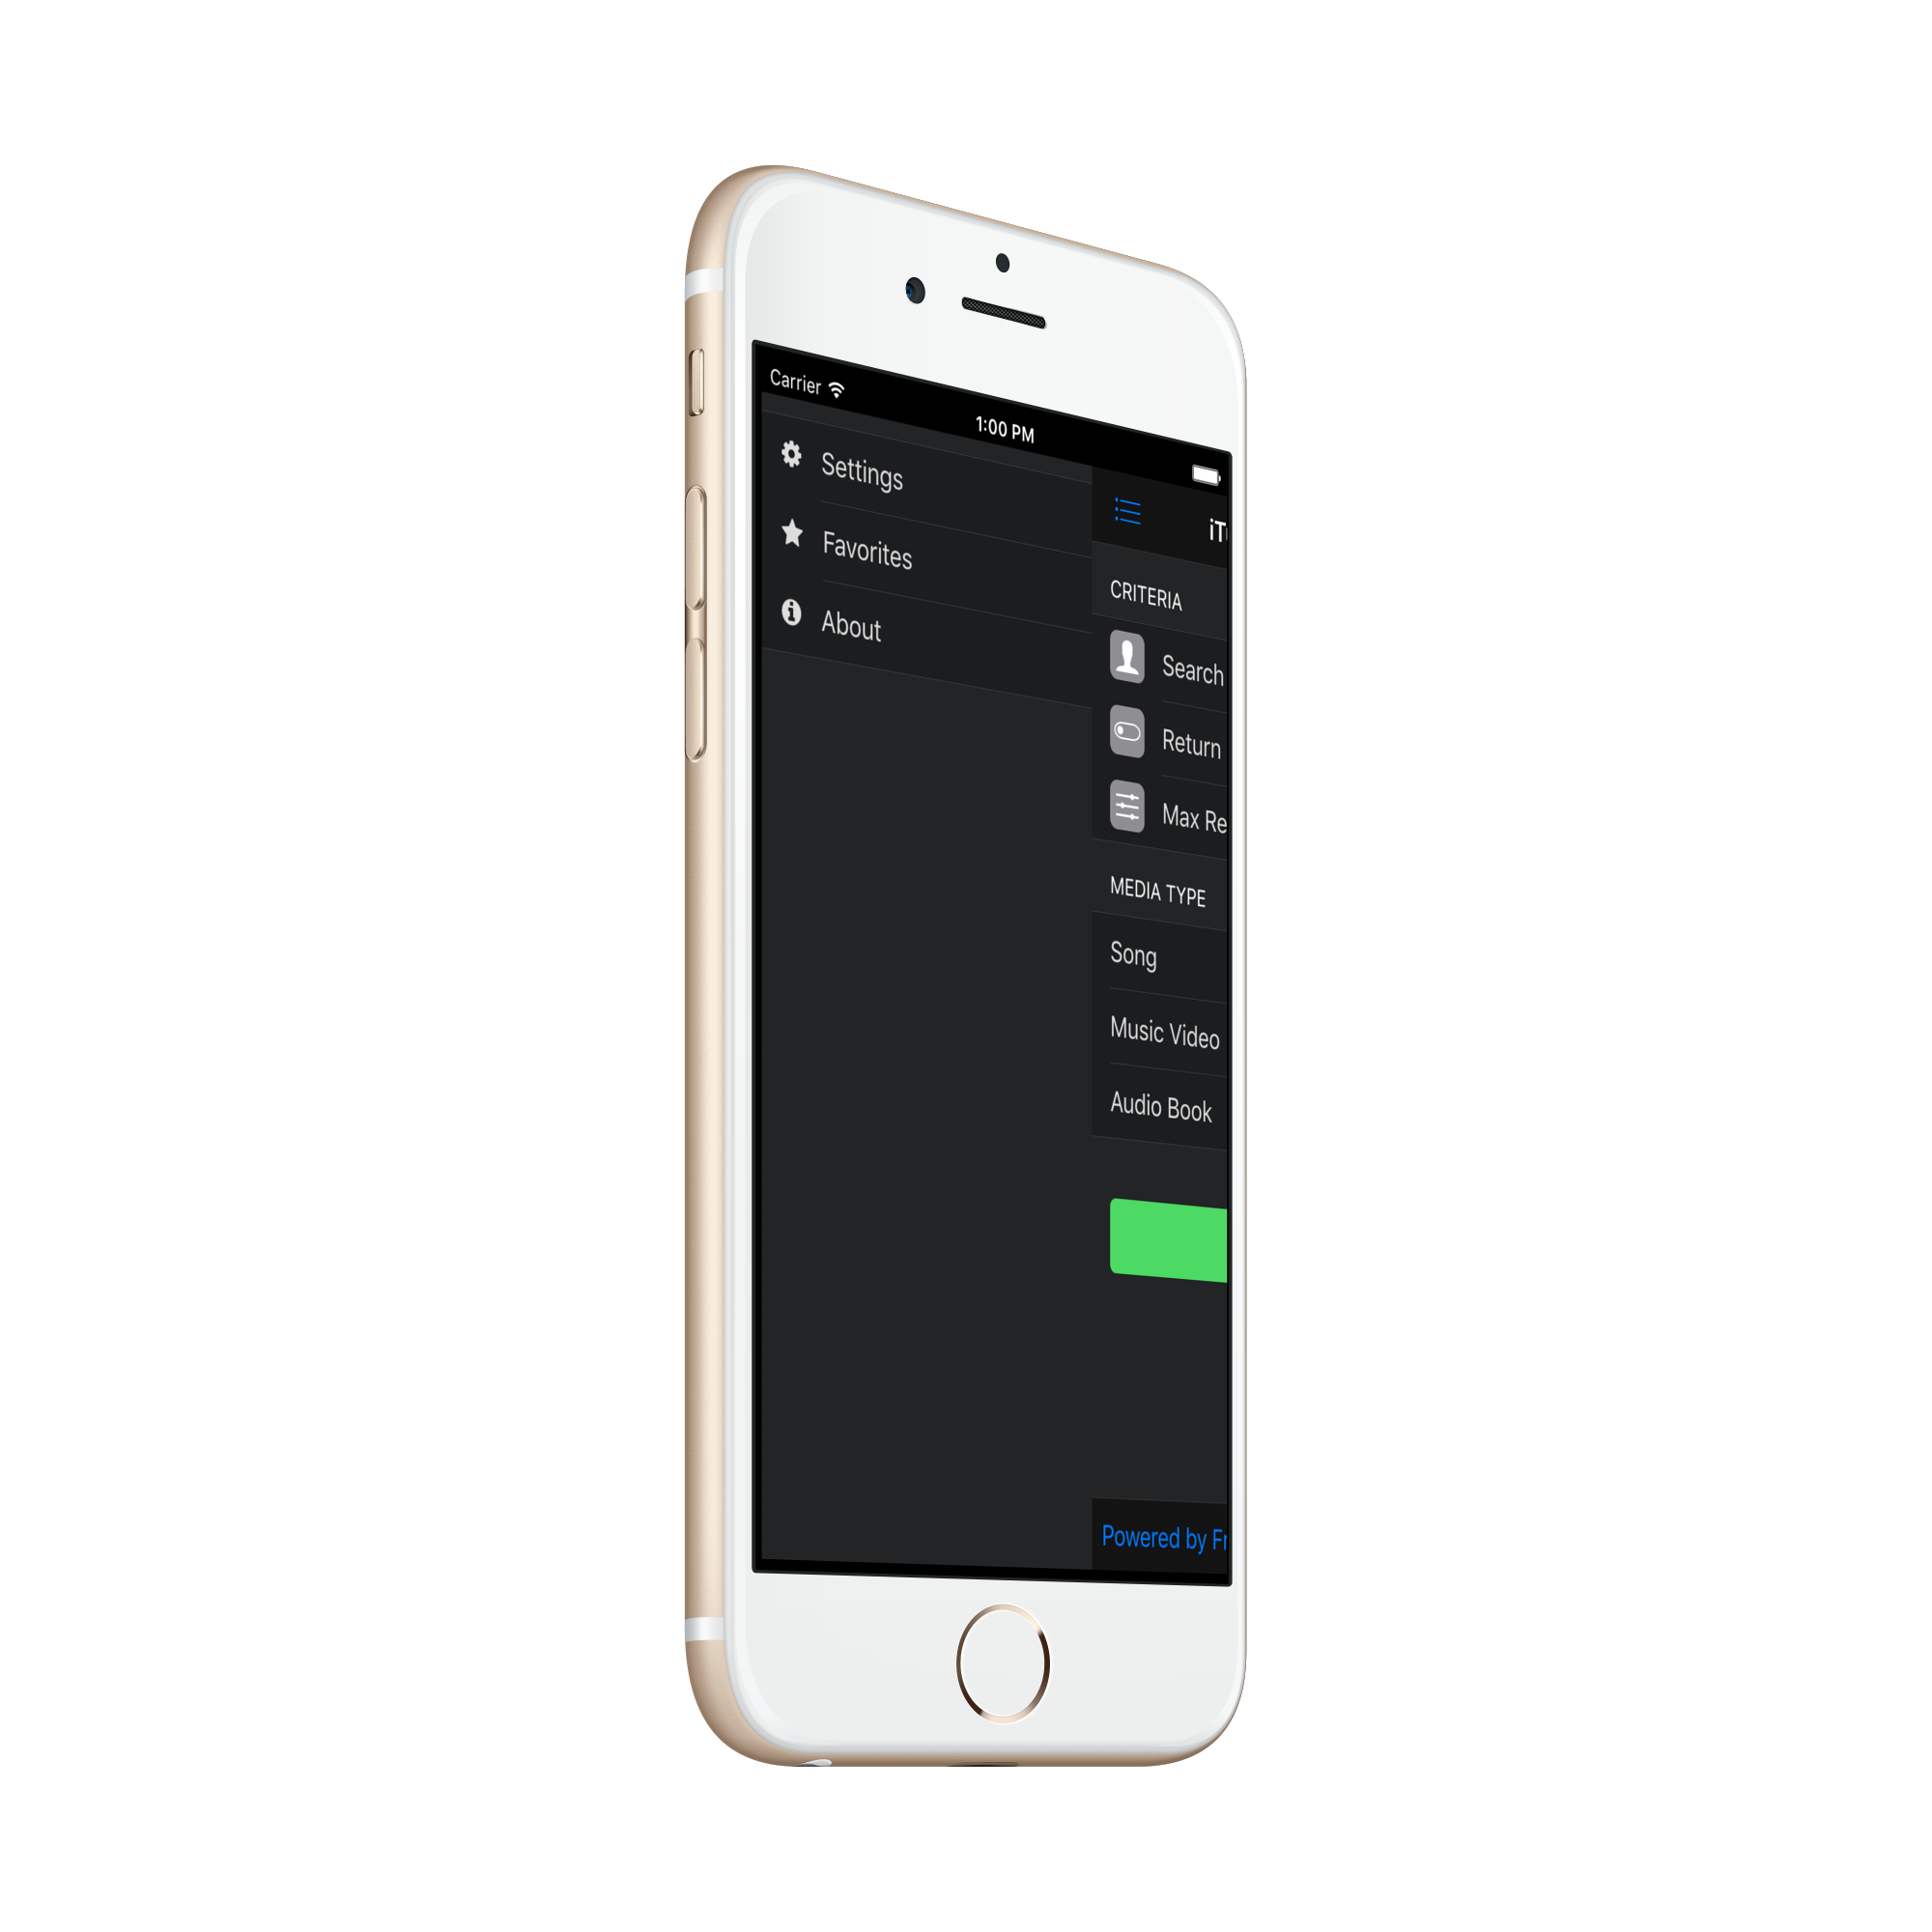 Carrier
1:00 PM
Settings
Favorites
About
iT
CRITERIA
Search
Return
Max Re
MEDIA TYPE
Song
Music Video
Audio Book
Powered by Fr